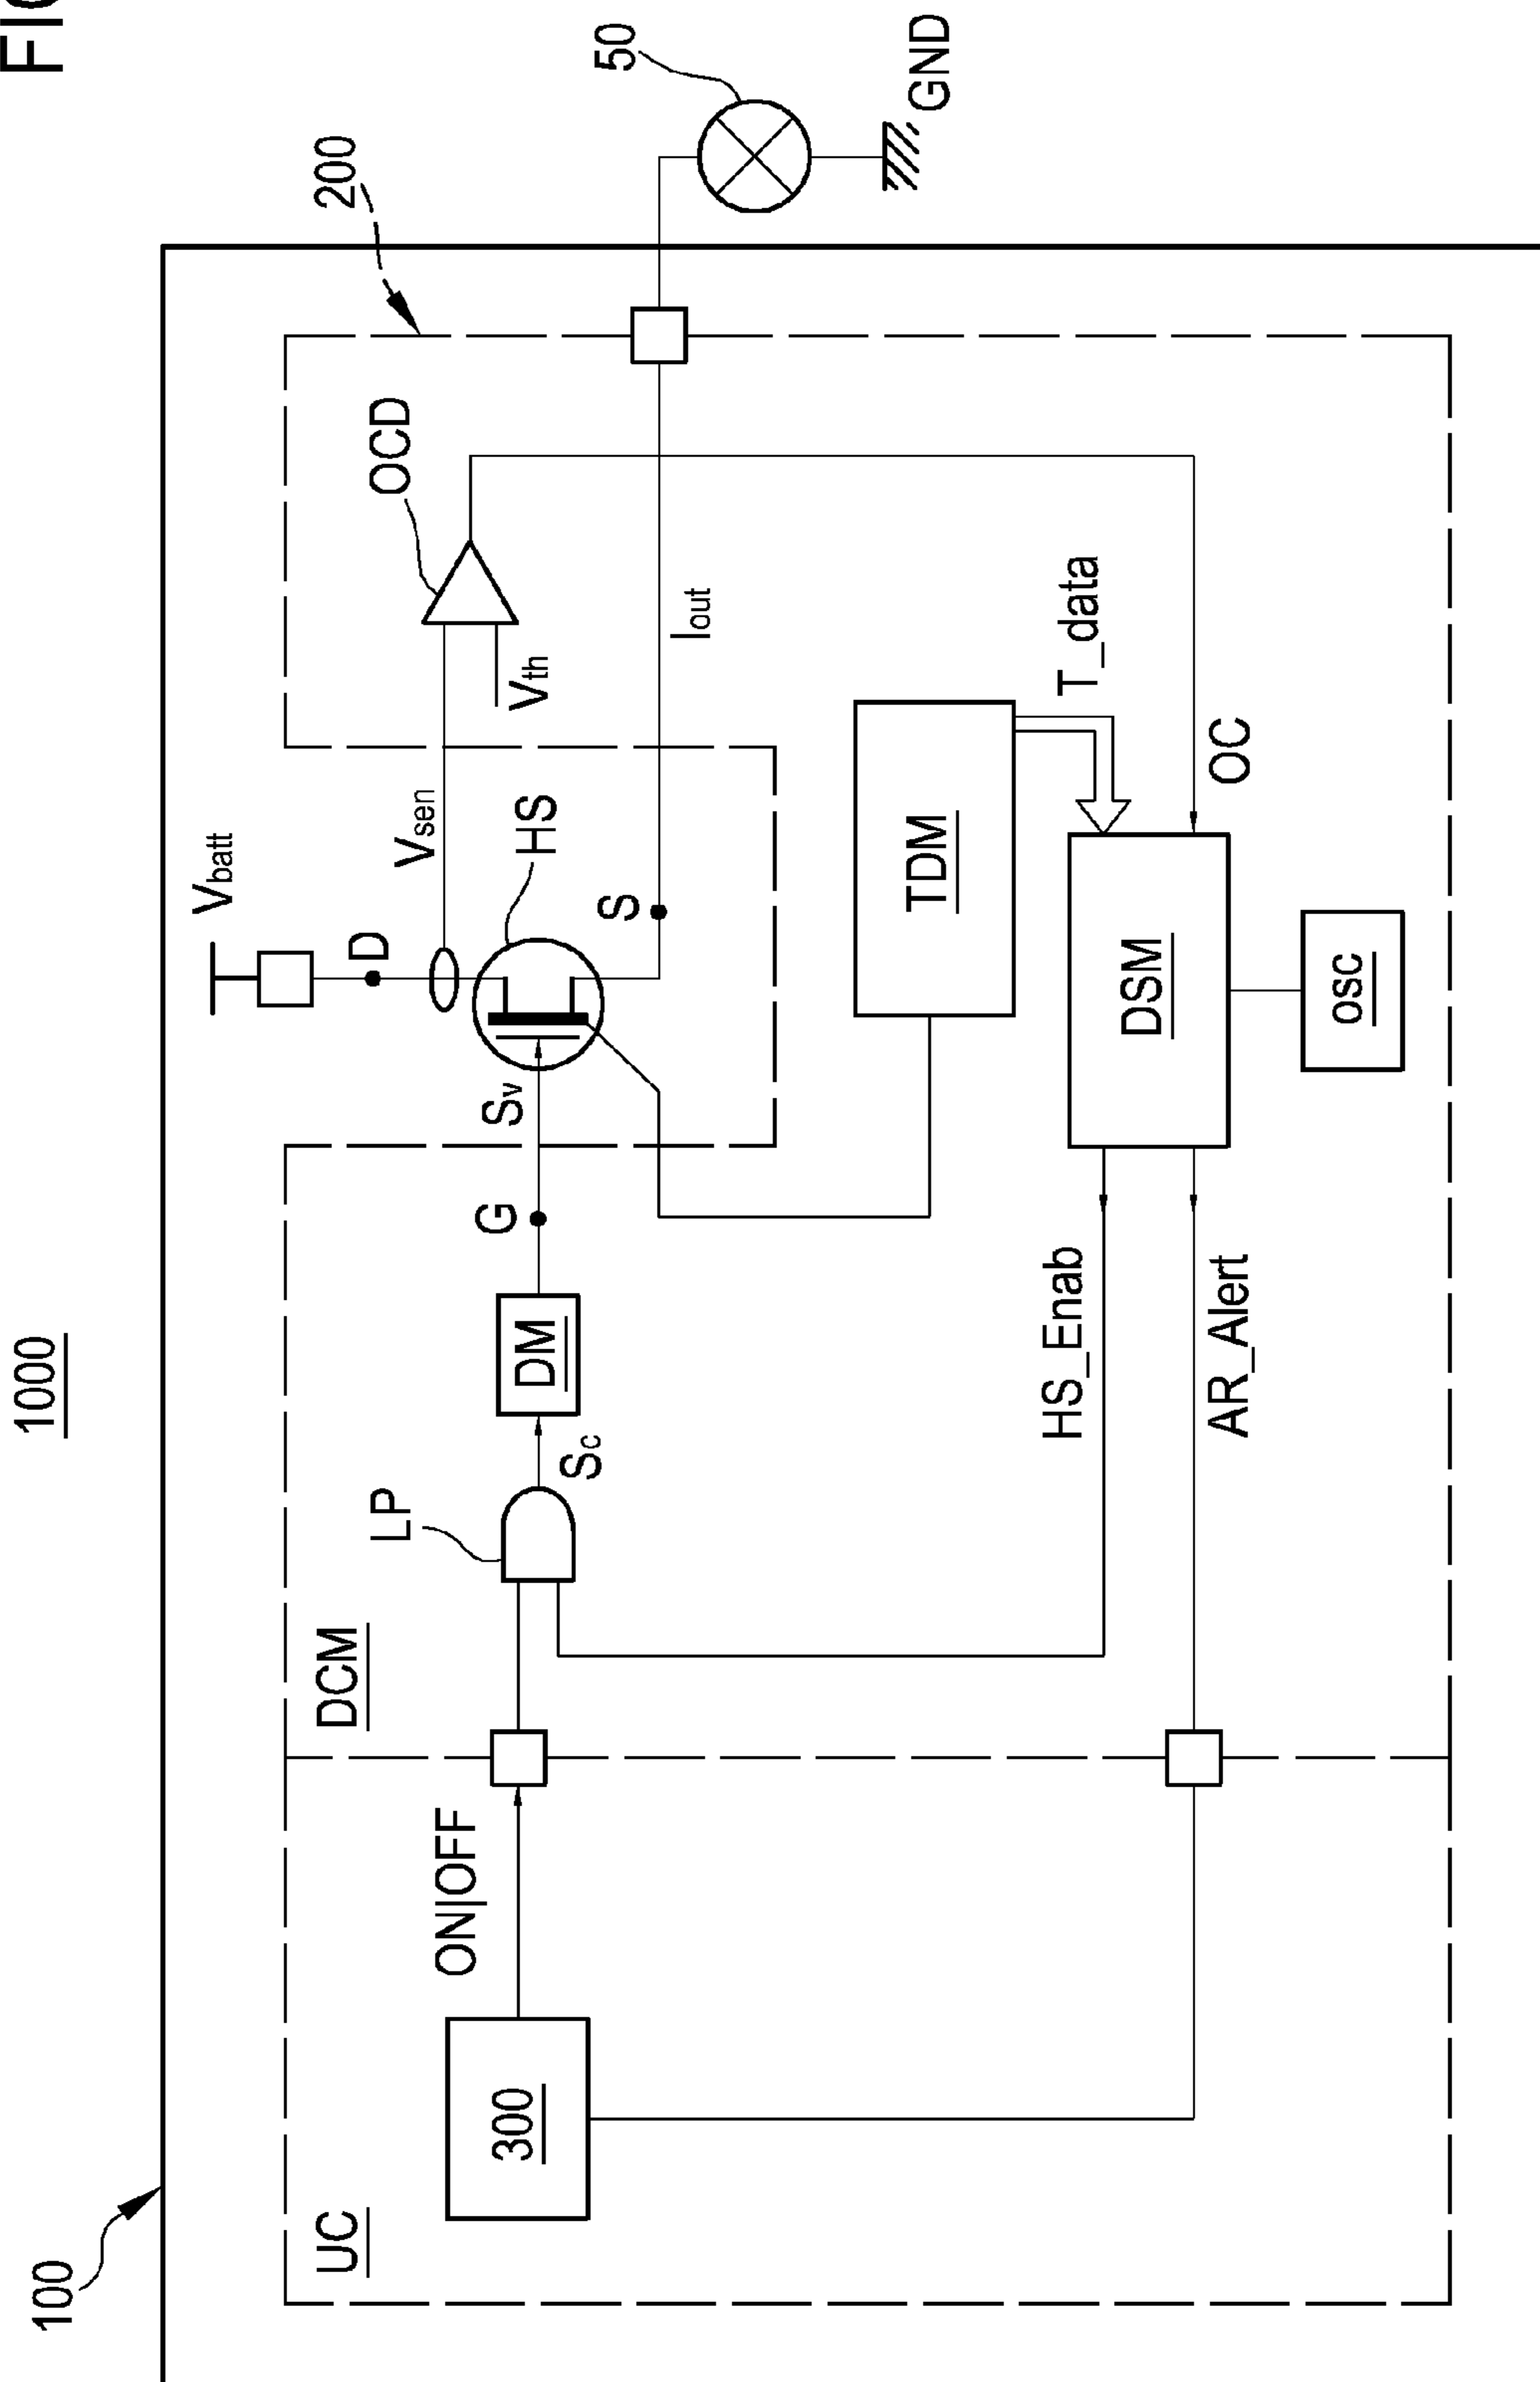 1000
100
200
50
GND
Vbatt
D
Vsen
OCD
Vth
HS
S
Iout
Sv
G
DM
Sc
LP
DCM
ON|OFF
300
UC
TDM
T_data
OC
DSM
osc
HS_Enab
AR_Alert